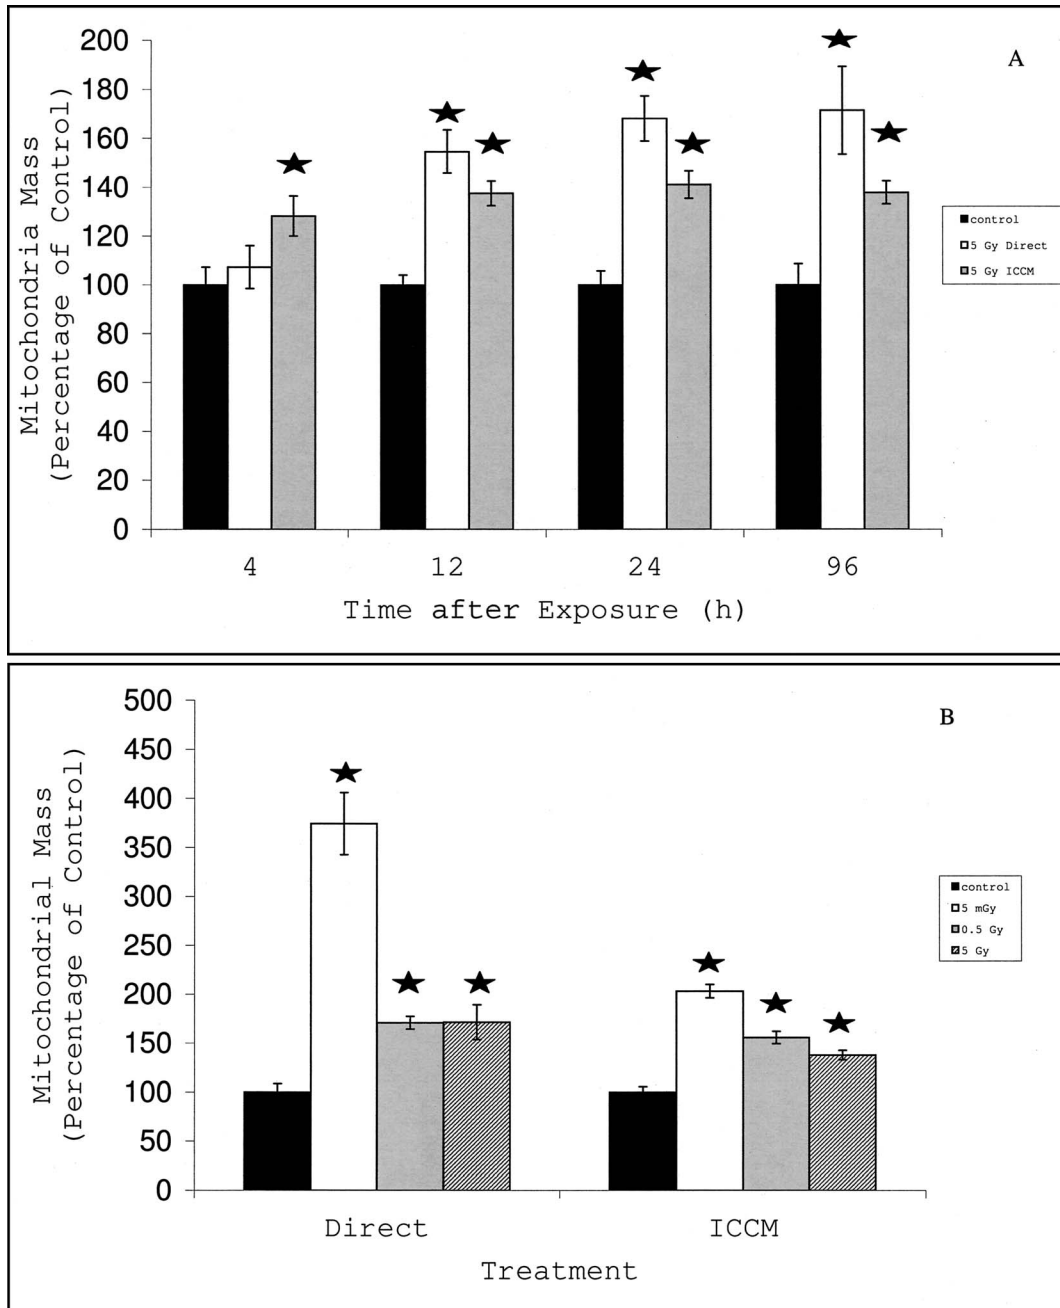 A
Mitochondria Mass
(Percentage of Control)
200
180
160
140
120
100
80
60
40
20
0
4 12 24 96
Time after Exposure (h)
control
5 Gy Direct
5 Gy ICCM
B
Mitochondrial Mass
(Percentage of Control)
500
450
400
350
300
250
200
150
100
50
0
Direct ICCM
Treatment
control
5 mGy
0.5 Gy
5 Gy